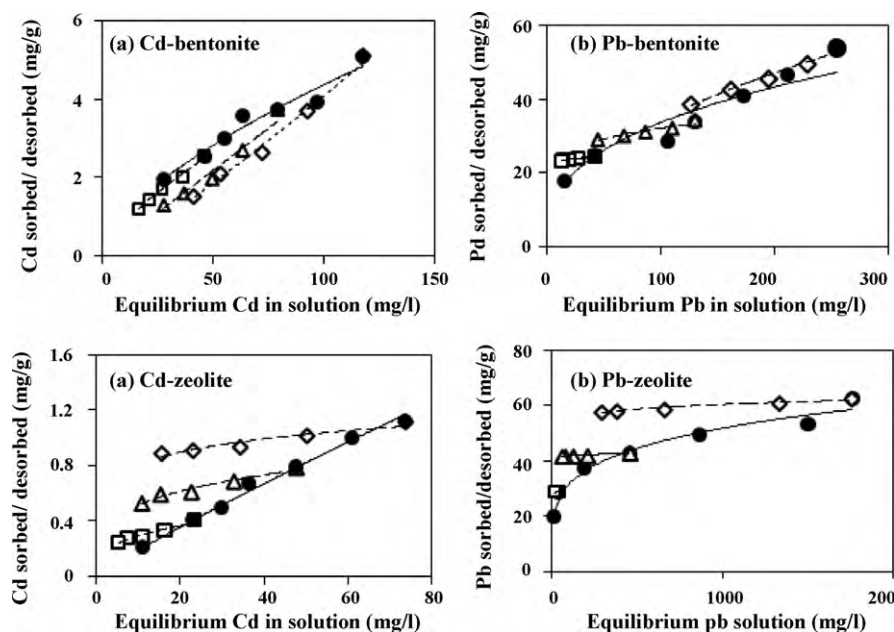 Cd sorbed/ desorbed (mg/g)
6
4
2
0
(a) Cd-bentonite
0 50 100 150
Equilibrium Cd in solution (mg/l)
Pd sorbed/ desorbed (mg/g)
60
40
20
0
(b) Pb-bentonite
0 100 200 300
Equilibrium Pb in solution (mg/l)
Cd sorbed/ desorbed (mg/g)
1.6
1.2
0.8
0.4
0
(a) Cd-zeolite
0 20 40 60 80
Equilibrium Cd in solution (mg/l)
Pb sorbed/desorbed (mg/g)
80
60
40
20
0
(b) Pb-zeolite
0 1000 200
Equilibrium pb solution (mg/l)